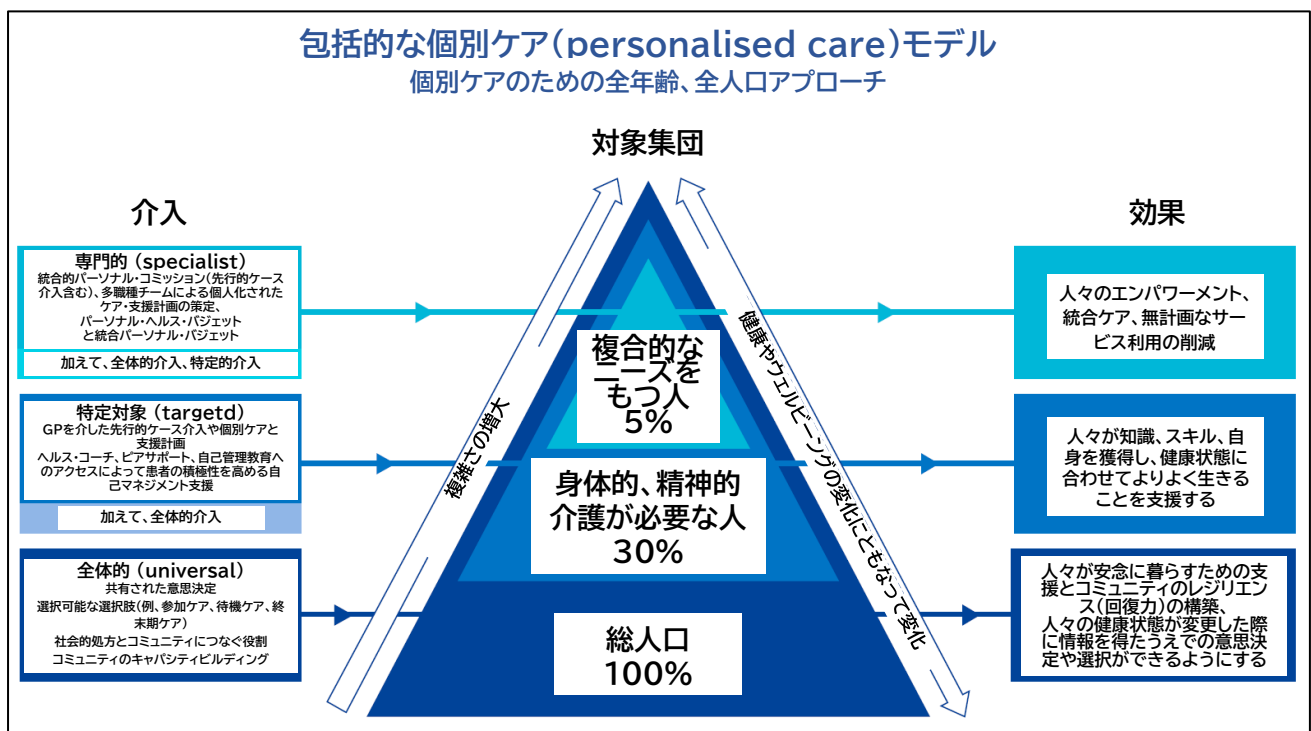 包括的な個別ケア(personalised care)モデル
個別ケアのための全年齢、全人口アプローチ
対象集団
介入
専門的 (specialist)
統合的パーソナル・コミッション(先行的ケース
介入含む)、多職種チームによる個人化された
ケア・支援計画の策定、
パーソナル・ヘルス・バジェット
と統合パーソナル・バジェット
加えて、全体的介入、特定的介入
特定対象 (targetd)
GPを介した先行的ケース介入や個別ケアと
支援計画
ヘルス・コーチ、ピアサポート、自己管理教育へ
のアクセスによって患者の積極性を高める自
己マネジメント支援
加えて、全体的介入
全体的 (universal)
共有された意思決定
選択可能な選択肢(例、参加ケア、待機ケア、終
末期ケア)
社会的処方とコミュニティにつなぐ役割
コミュニティのキャパシティビルディング
複雑さの増大
複合的な
ニーズを
もつ人
5%
身体的、精神的
介護が必要な人
30%
総人口
100%
健康やウェルビーングの変化にともなって変化
効果
人々のエンパワーメント、
統合ケア、無計画なサー
ビス利用の削減
人々が知識、スキル、自
身を獲得し、健康状態に
合わせてよりよく生きる
ことを支援する
人々が安念に暮らすための支
援とコミュニティのレジリエン
ス(回復力)の構築、
人々の健康状態が変更した際
に情報を得たうえでの意思決
定や選択ができるようにする